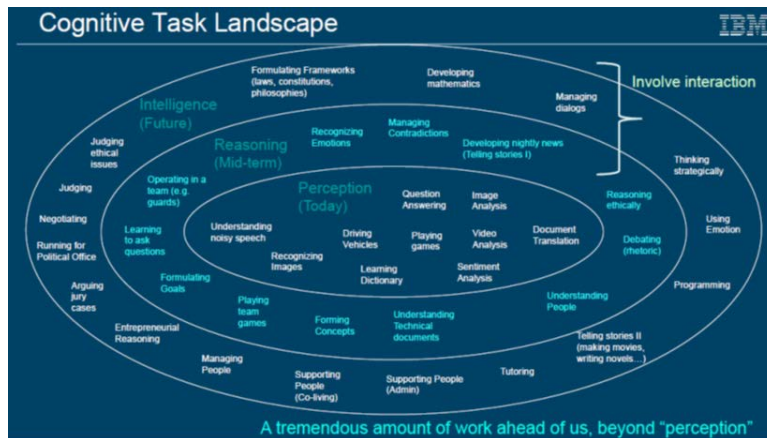 Cognitive Task Landscape
IBM
Formulating Frameworks
(laws, constitutions,
philosophies)
Developing
mathematics
Managing
dialogs
Involve interaction
Intelligence
(Future)
Judging
ethical
issues
Judging
Negotiating
Running for
Political Office
Arguing
jury
cases
Entrepreneurial
Reasoning
Managing
People
Supporting
People
(Co-living)
Supporting People
(Admin)
Tutoring
Telling stories II
(making movies,
writing novels...)
Programming
Using
Emotion
Thinking
strategically
Reasoning
(Mid-term)
Recognizing
Emotions
Managing
Contradictions
Developing nightly news
(Telling stories I)
Operating in a
team (e.g.
guards)
Learning
to ask
questions
Formulating
Goals
Playing
team
games
Forming
Concepts
Understanding
Technical
documents
Understanding
People
Debating
(rhetoric)
Reasoning
ethically
Perception
(Today)
Question
Answering
Image
Analysis
Understanding
noisy speech
Driving
Vehicles
Playing
games
Video
Analysis
Document
Translation
Recognizing
Images
Learning
Dictionary
Sentiment
Analysis
A tremendous amount of work ahead of us, beyond "perception"